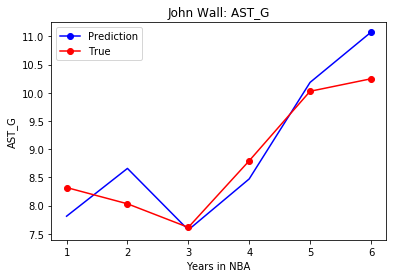 John Wall: AST_G
Prediction
True
AST_G
11.0
10.5
10.0
9.5
9.0
8.5
8.0
7.5
1 2 3 4 5 6
Years in NBA